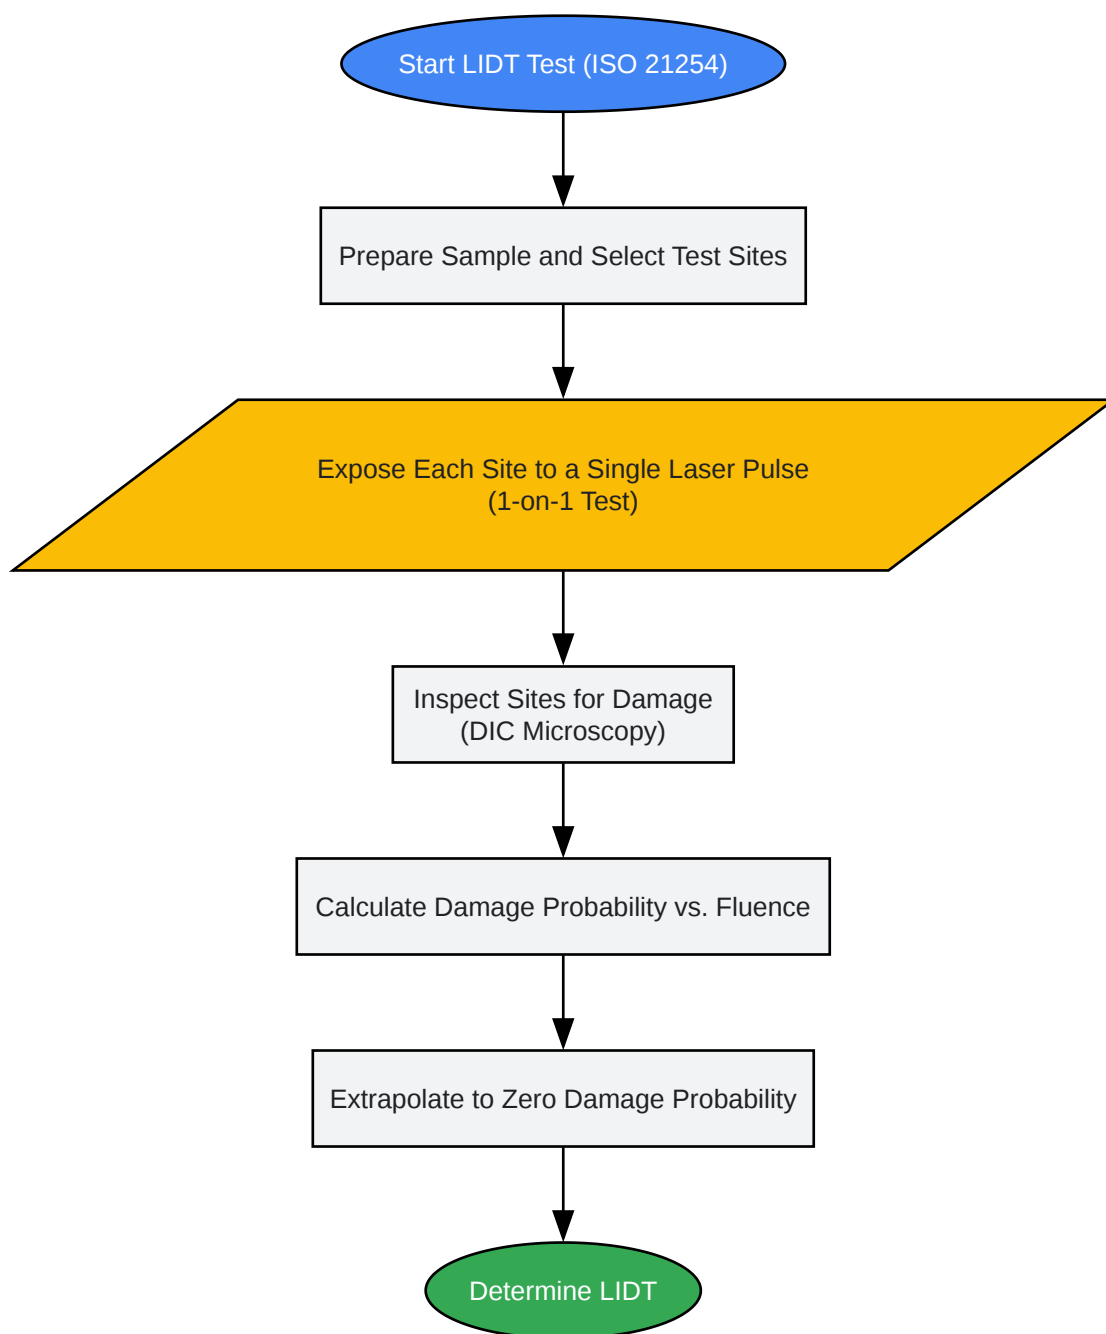 Start LIDT Test (ISO 21254)
Prepare Sample and Select Test Sites
Expose Each Site to a Single Laser Pulse
(1-on-1 Test)
Inspect Sites for Damage
(DIC Microscopy)
Calculate Damage Probability vs. Fluence
Extrapolate to Zero Damage Probability
Determine LIDT